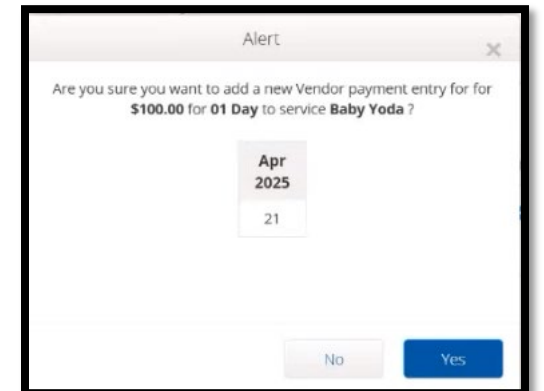 Alert
Are you sure you want to add a new Vendor payment entry for for
$100.00 for 01 Day to service Baby Yoda ?
Apr
2025
21
No
Yes